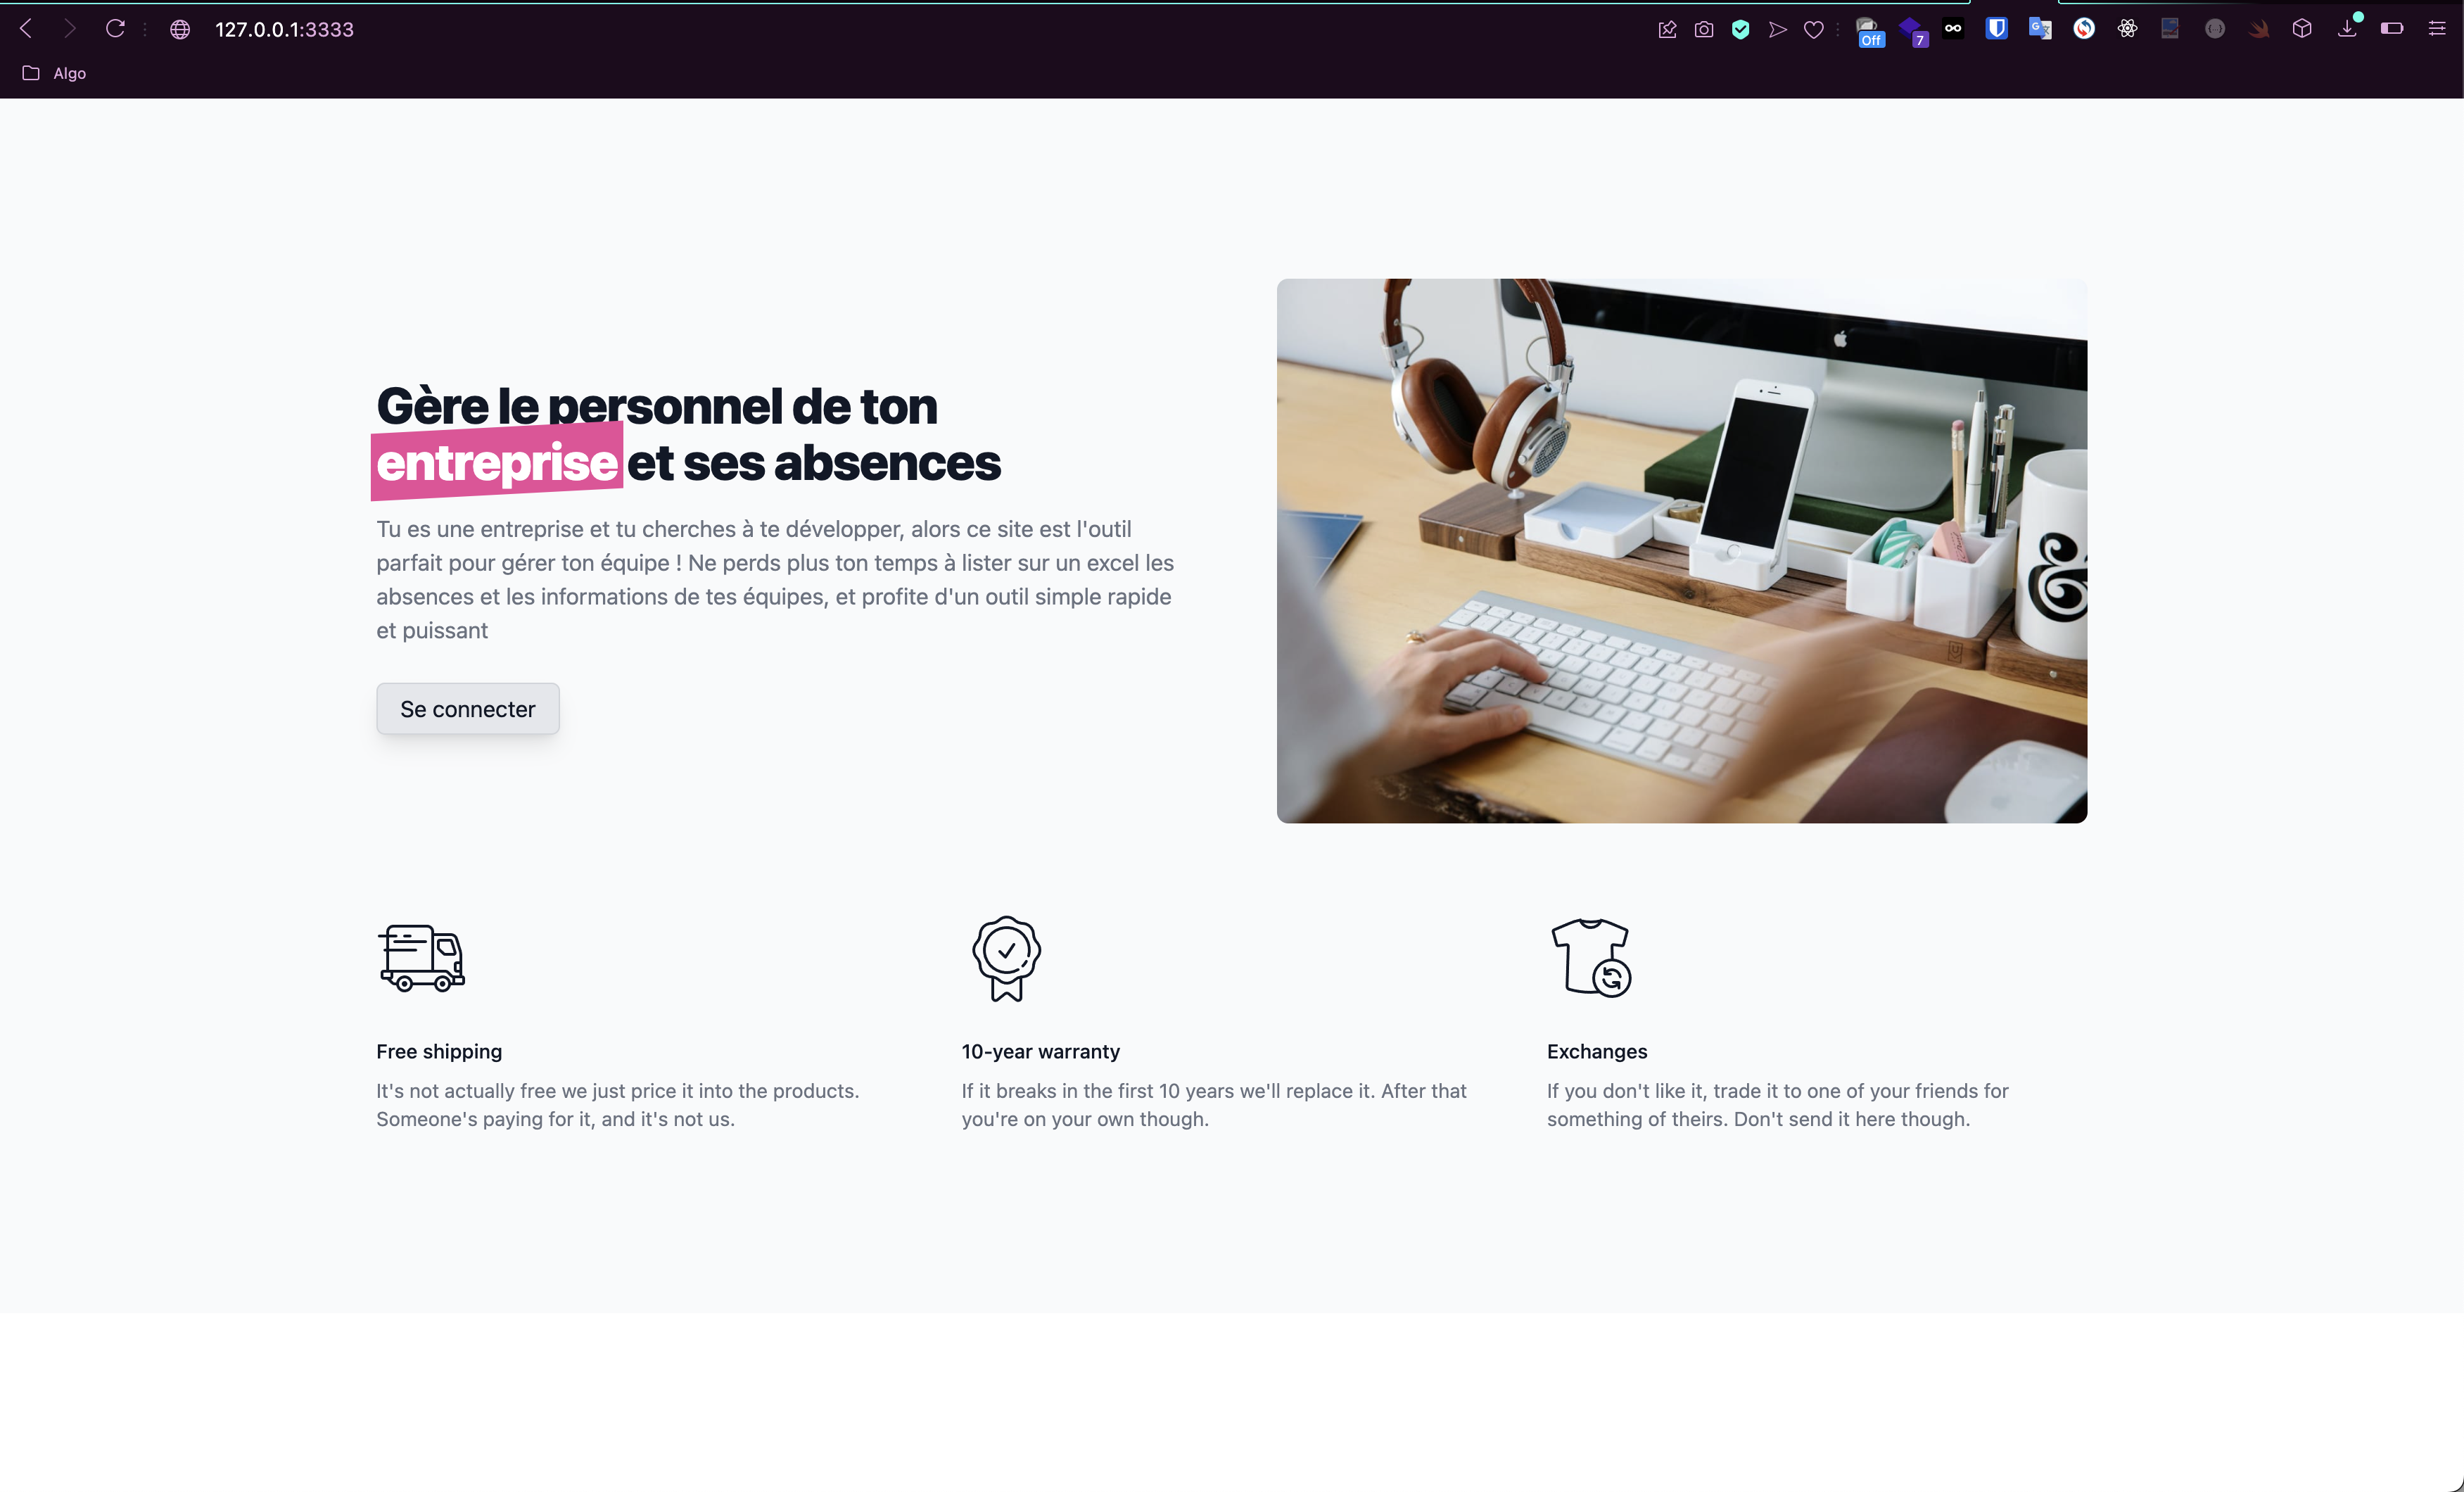 127.0.0.1:3333
Off
7
Algo
Gère le personnel de ton
entreprise et ses absences
Tu es une entreprise et tu cherches à te développer, alors ce site est l'outil
parfait pour gérer ton équipe ! Ne perds plus ton temps à lister sur un excel les
absences et les informations de tes équipes, et profite d'un outil simple rapide
et puissant
Se connecter
&
Free shipping
It's not actually free we just price it into the products.
Someone's paying for it, and it's not us.
10-year warranty
If it breaks in the first 10 years we'll replace it. After that
you're on your own though.
Exchanges
If you don't like it, trade it to one of your friends for
something of theirs. Don't send it here though.